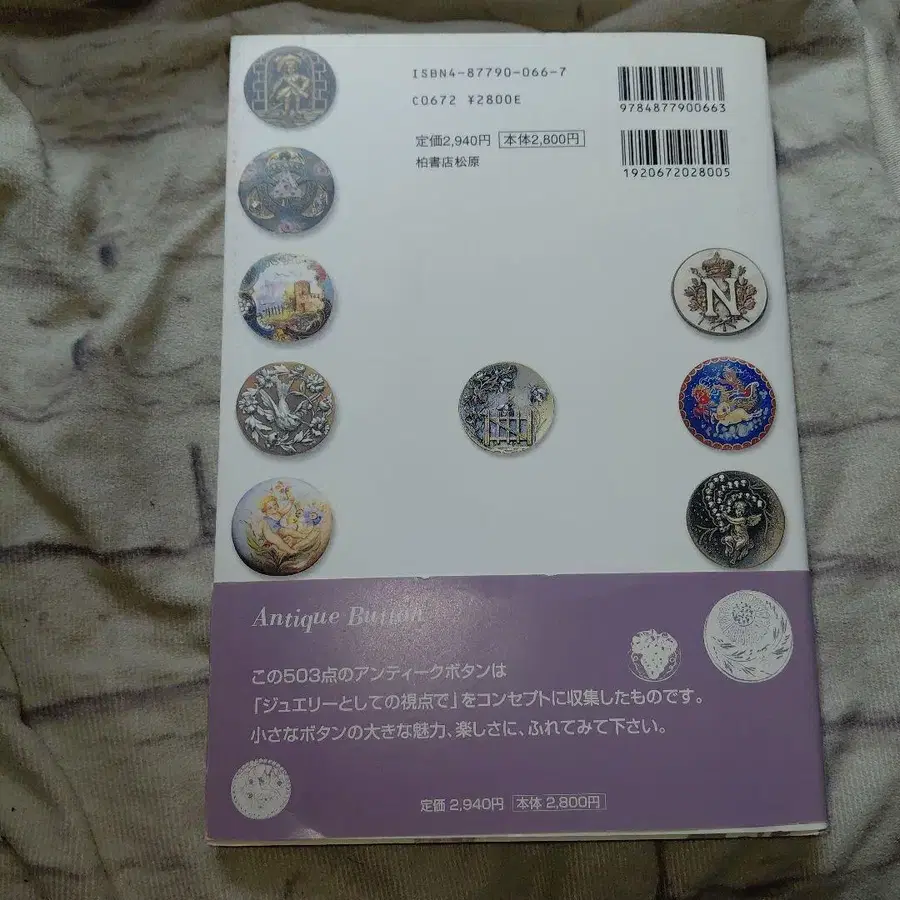 ISBN4-87790-066-7
C0672 ¥2800E
定価2,940円 本体2,800円
柏書店松原
9784877900663
1920672028005
N
Antique Button
この503点のアンティークボタンは
「ジュエリーとしての視点で」をコンセプトに収集したものです。
小さなボタンの大きな魅力、楽しさに、ふれてみて下さい。
定価 2,940円 本体 2,800円